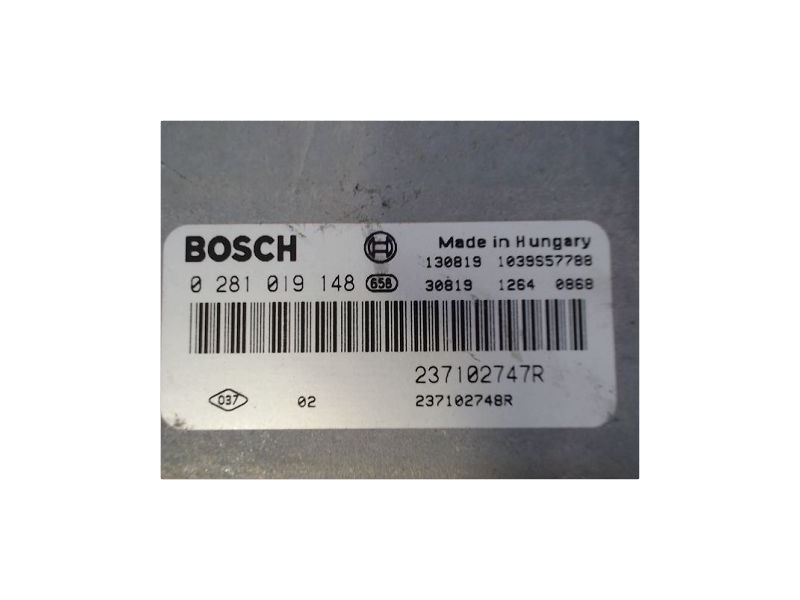 BOSCH Made in Hungary
130819 1039S57788
0 281 019 148 658 30819 1264 0868
237102747R
037 02 237102748R